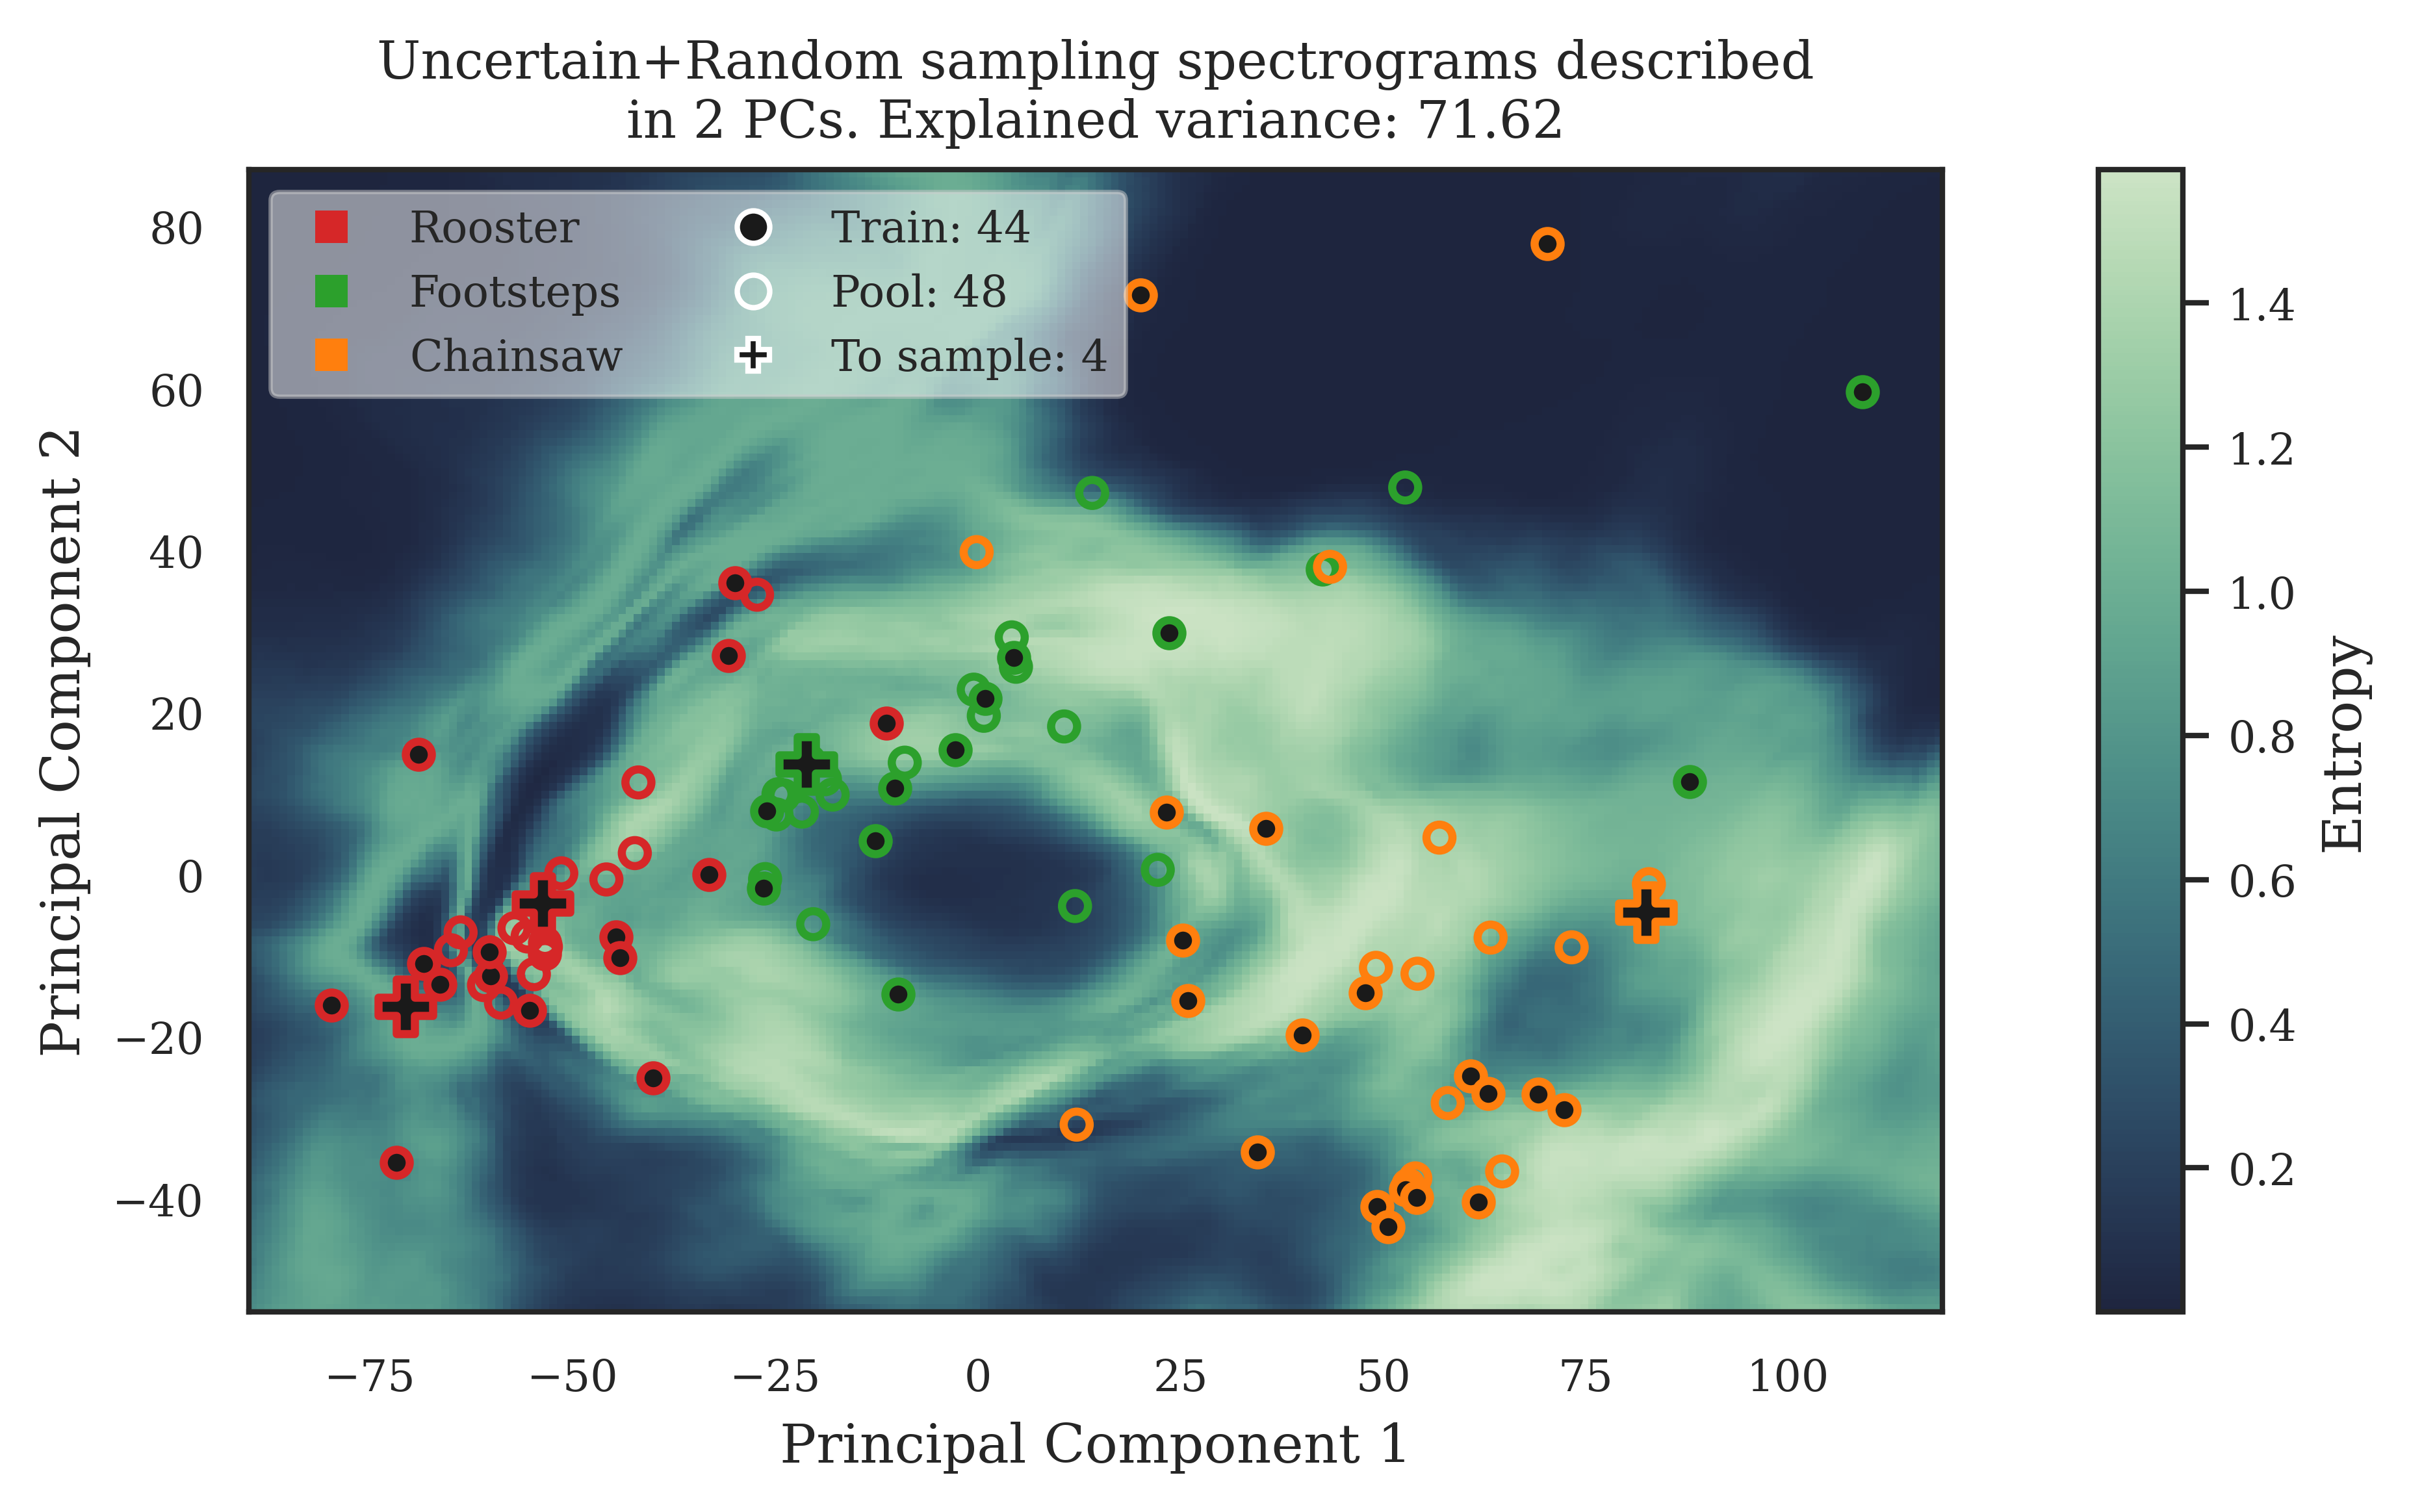 Uncertain+Random sampling spectrograms described
in 2 PCs. Explained variance: 71.62
Rooster
Footsteps
Chainsaw
Train: 44
Pool: 48
To sample: 4
Principal Component 2
80
60
40
20
0
−20
−40
−75
−50
−25
0
25
50
75
100
Principal Component 1
1.4
1.2
1.0
0.8
0.6
0.4
0.2
Entropy